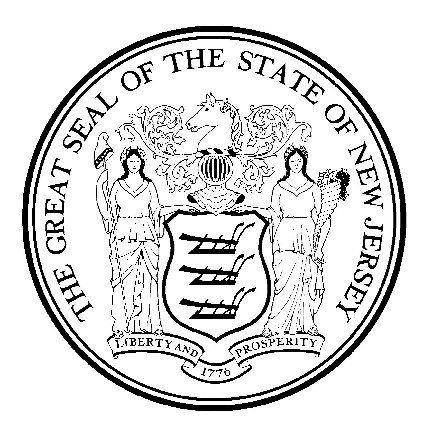 THE GREAT SEAL OF THE STATE OF NEW JERSEY
LIBERTY AND PROSPERITY
1776